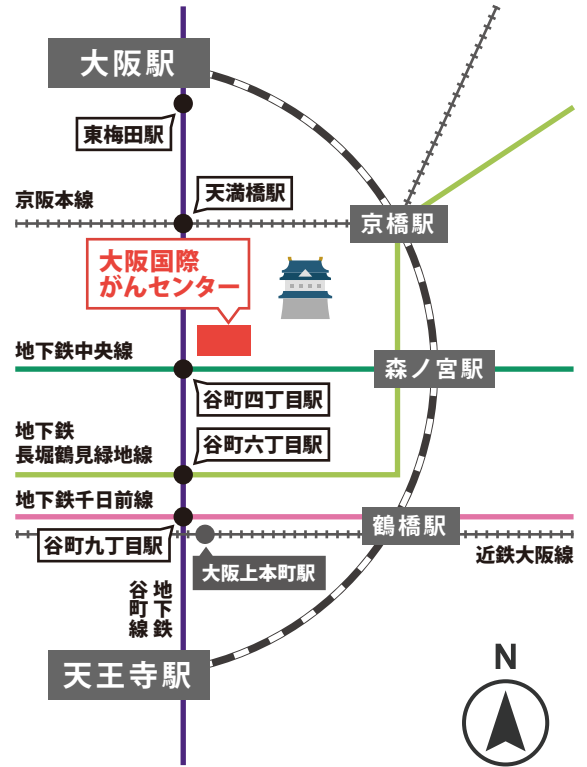 大阪駅
東梅田駅
天満橋駅
京阪本線
京橋駅
大阪国際
がんセンター
地下鉄中央線
森ノ宮駅
谷町四丁目駅
地下鉄
長堀鶴見緑地線
谷町六丁目駅
地下鉄千日前線
鶴橋駅
谷町九丁目駅
近鉄大阪線
大阪上本町駅
地下鉄
谷町線
天王寺駅
N